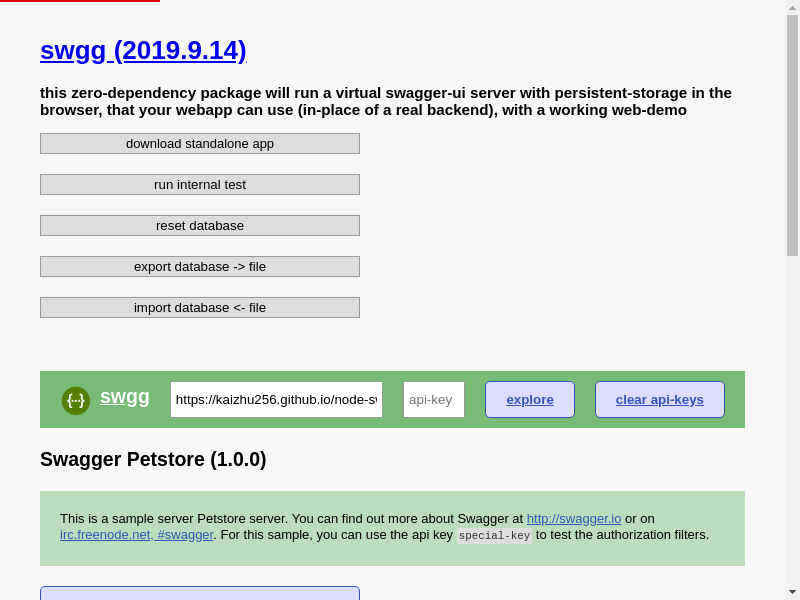 swgg (2019.9.14)
this zero-dependency package will run a virtual swagger-ui server with persistent-storage in the
browser, that your webapp can use (in-place of a real backend), with a working web-demo
download standalone app
run internal test
reset database
export database -> file
import database <- file
{···} swgg https://kaizhu256.github.io/node-s api-key explore clear api-keys
Swagger Petstore (1.0.0)
This is a sample server Petstore server. You can find out more about Swagger at http://swagger.io or on
irc.freenode.net, #swagger. For this sample, you can use the api key special-key to test the authorization filters.